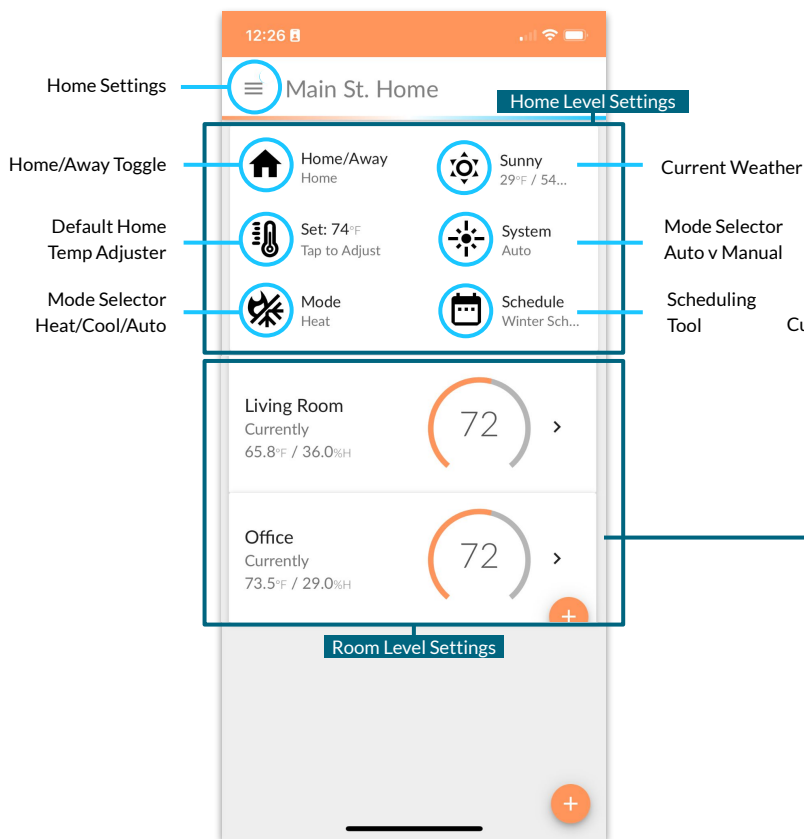 12:26
Home Settings
Main St. Home
Home Level Settings
Home/Away Toggle
Home/Away
Home
Sunny
29°F / 54...
Current Weather
Default Home
Temp Adjuster
Set: 74°F
Tap to Adjust
System
Auto
Mode Selector
Auto v Manual
Mode Selector
Heat/Cool/Auto
Mode
Heat
Schedule
Winter Sch...
Scheduling
Tool
Cu
Living Room
Currently
65.8°F / 36.0%H
72
Office
Currently
73.5°F / 29.0%H
72
Room Level Settings